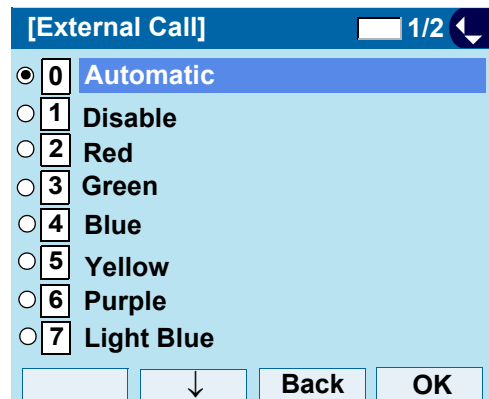 [External Call] 1/2
0 Automatic
1 Disable
2 Red
3 Green
4 Blue
5 Yellow
6 Purple
7 Light Blue
↓ Back OK